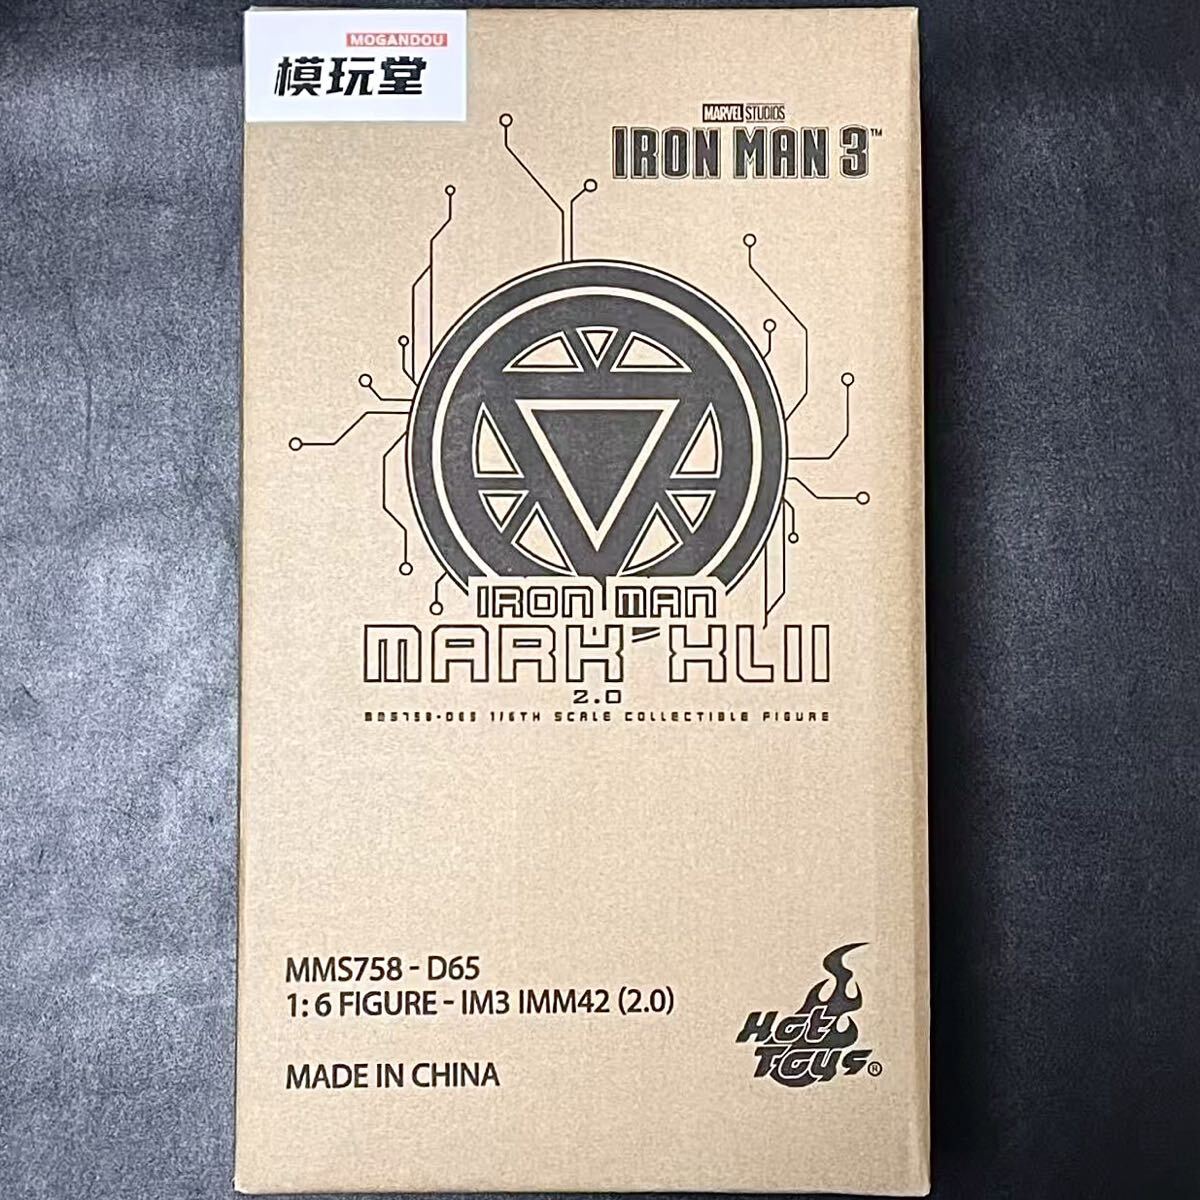 MOGANDOU
模玩堂
MARVEL STUDIOS
IRON MAN 3™
IRON MAN
MARK XLII
2.0
MMS758-D65 1/6TH SCALE COLLECTIBLE FIGURE
MMS758 - D65
1: 6 FIGURE - IM3 IMM42 (2.0)
MADE IN CHINA
Hot
Toys®